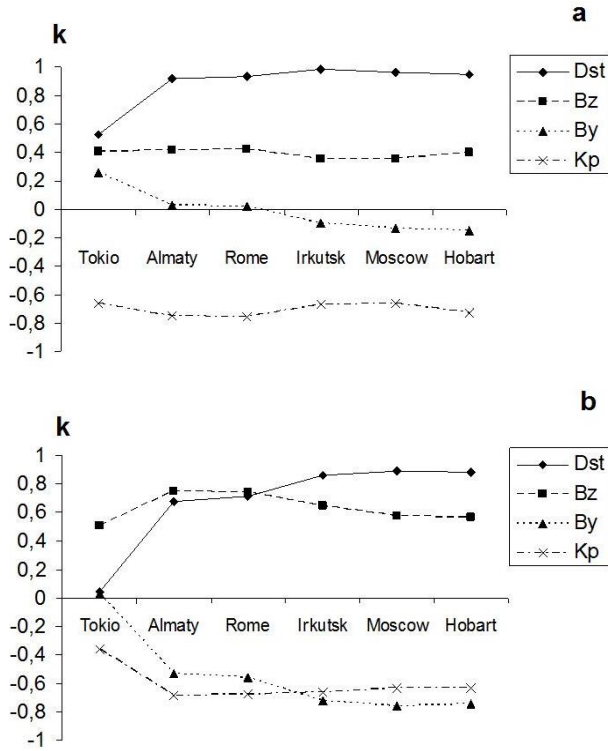 a
k
1
0,8
0,6
0,4
0,2
0
-0,2
-0,4
-0,6
-0,8
-1
Tokio Almaty Rome Irkutsk Moscow Hobart
Dst
Bz
By
Kp
b
k
1
0,8
0,6
0,4
0,2
0
-0,2
-0,4
-0,6
-0,8
-1
Tokio Almaty Rome Irkutsk Moscow Hobart
Dst
Bz
By
Kp